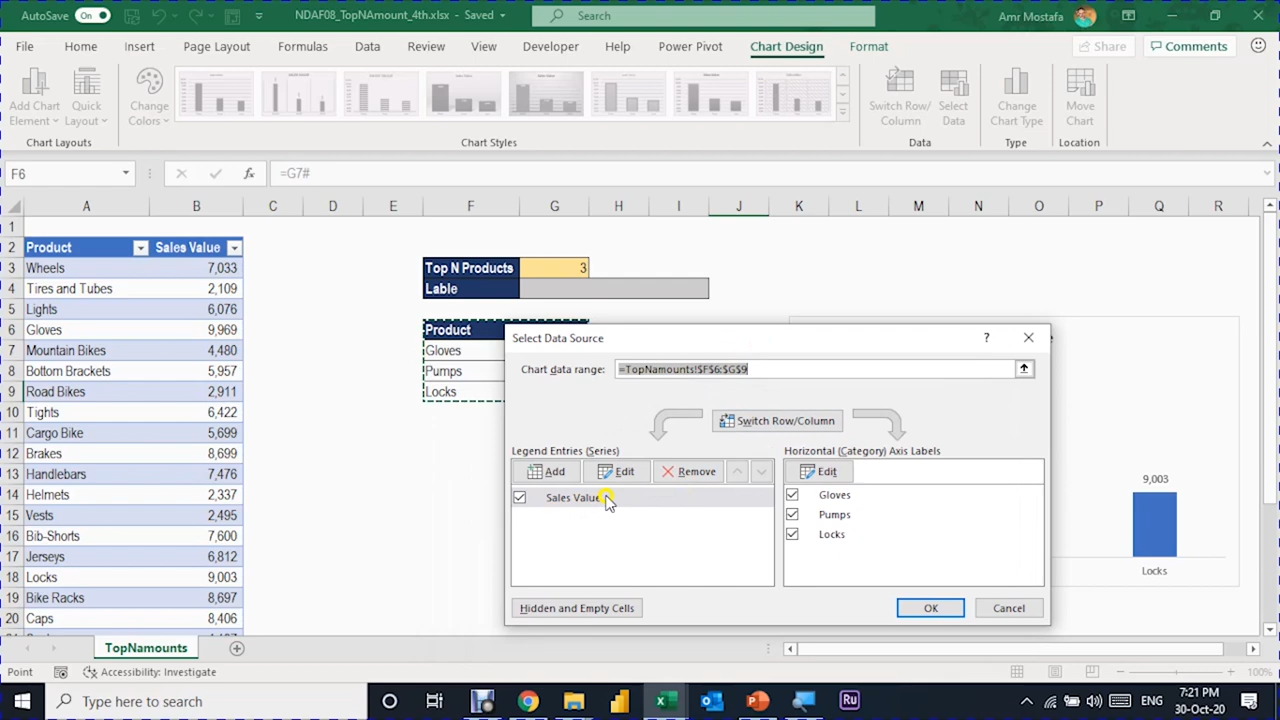 AutoSave On
NDAF08_TopNAmount_4th.xlsx - Saved
Search
Amr Mostafa
File Home Insert Page Layout Formulas Data Review View Developer Help Power Pivot Chart Design Format Share Comments
Add Chart Element
Quick Layout
Change Colors
Switch Row/ Column
Select Data
Change Chart Type
Move Chart
Chart Layouts
Chart Styles
Data
Type
Location
F6
fx
=G7#
A B C D E F G H I J K L M N O P Q R
1
2 Product Sales Value
3 Wheels 7,033 Top N Products 3
4 Tires and Tubes 2,109 Lable
5 Lights 6,076
6 Gloves 9,969 Product
7 Mountain Bikes 4,480 Gloves
8 Bottom Brackets 5,957 Pumps
9 Road Bikes 2,911 Locks
10 Tights 6,422
11 Cargo Bike 5,699
12 Brakes 8,699
13 Handlebars 7,476
14 Helmets 2,337
15 Vests 2,495
16 Bib-Shorts 7,600
17 Jerseys 6,812
18 Locks 9,003
19 Bike Racks 8,697
20 Caps 8,406
Select Data Source
?
Chart data range: =TopNamounts!$F$6:$G$9
Switch Row/Column
Legend Entries (Series)
Add Edit Remove
Sales Value
Horizontal (Category) Axis Labels
Edit
Gloves
Pumps
Locks
Hidden and Empty Cells
OK Cancel
9,003
Locks
TopNamounts
Point
Accessibility: Investigate
100%
Type here to search
Ru
ENG
7:21 PM
30-Oct-20